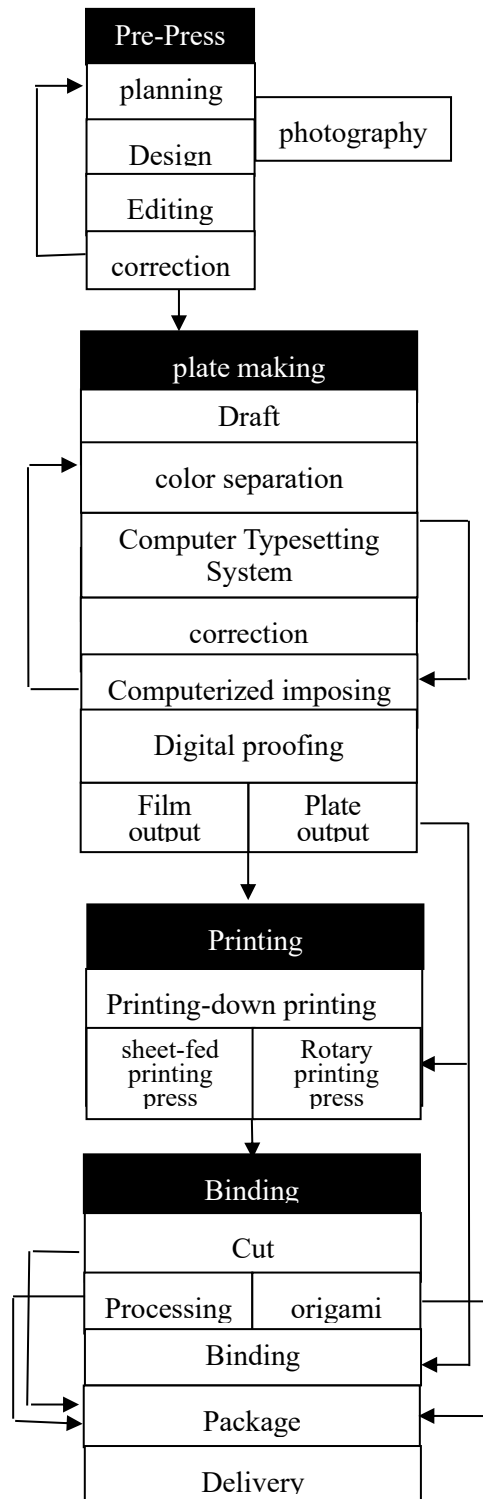 Pre-Press
planning
photography
Design
Editing
correction
plate making
Draft
color separation
Computer Typesetting
System
correction
Computerized imposing
Digital proofing
Film
output
Plate
output
Printing
Printing-down printing
sheet-fed
printing
press
Rotary
printing
press
Binding
Cut
Processing
origami
Binding
Package
Delivery